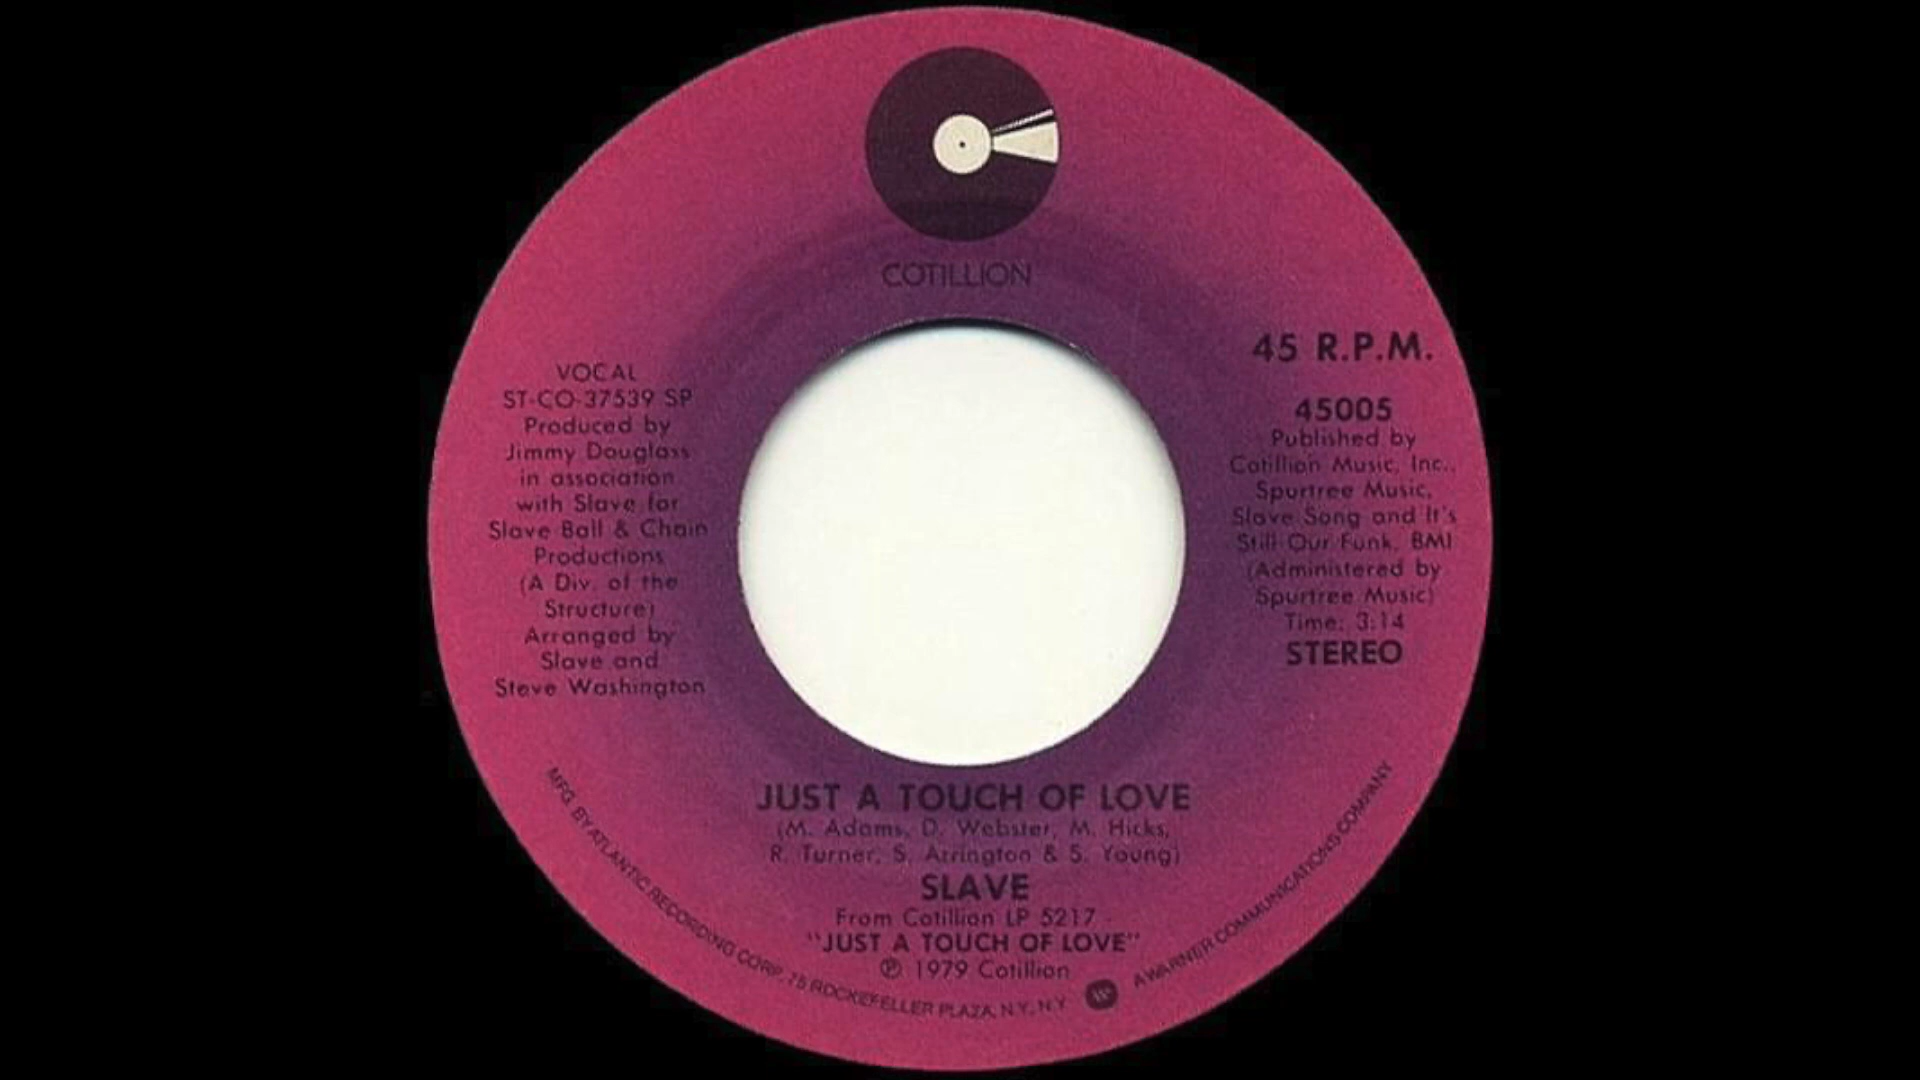 COTILLION
VOCAL
ST-CO-37539 SP
Produced by
Jimmy Douglass
in association
with Slave for
Slave Ball & Chain
Productions
(A Div. of the
Structure)
Arranged by
Slave and
Steve Washington
45 R.P.M.
45005
Published by
Cotillion Music, Inc.,
Spurtree Music,
Slave Song and It's
Still Our Funk, BMI
(Administered by
Spurtree Music)
Time: 3:14
STEREO
JUST A TOUCH OF LOVE
(M. Adams, D. Webster, M. Hicks,
R. Turner, S. Arrington & S. Young)
SLAVE
From Cotillion LP 5217
"JUST A TOUCH OF LOVE"
℗ 1979 Cotillion
MFG. BY ATLANTIC RECORDING CORP., 75 ROCKEFELLER PLAZA, N.Y., N.Y.
W
A WARNER COMMUNICATIONS COMPANY